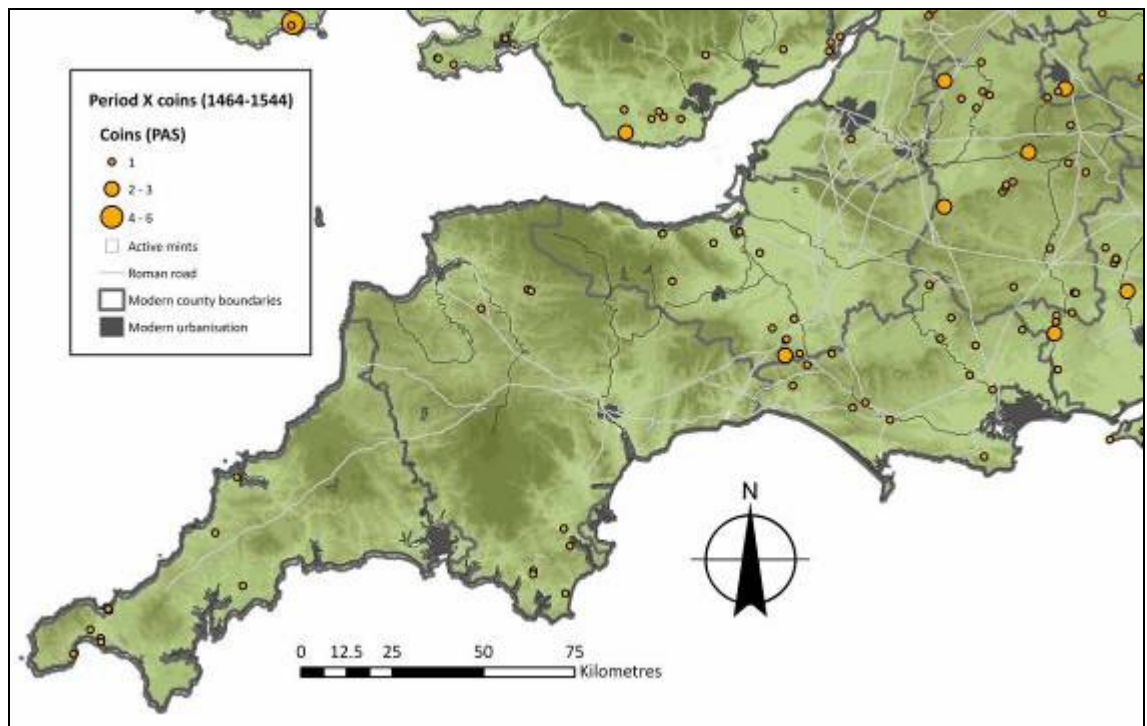 Period X coins (1464-1544)
Coins (PAS)
1
2 - 3
4 - 6
Active mints
Roman road
Modern county boundaries
Modern urbanisation
N
0 12.5 25 50 75
Kilometres